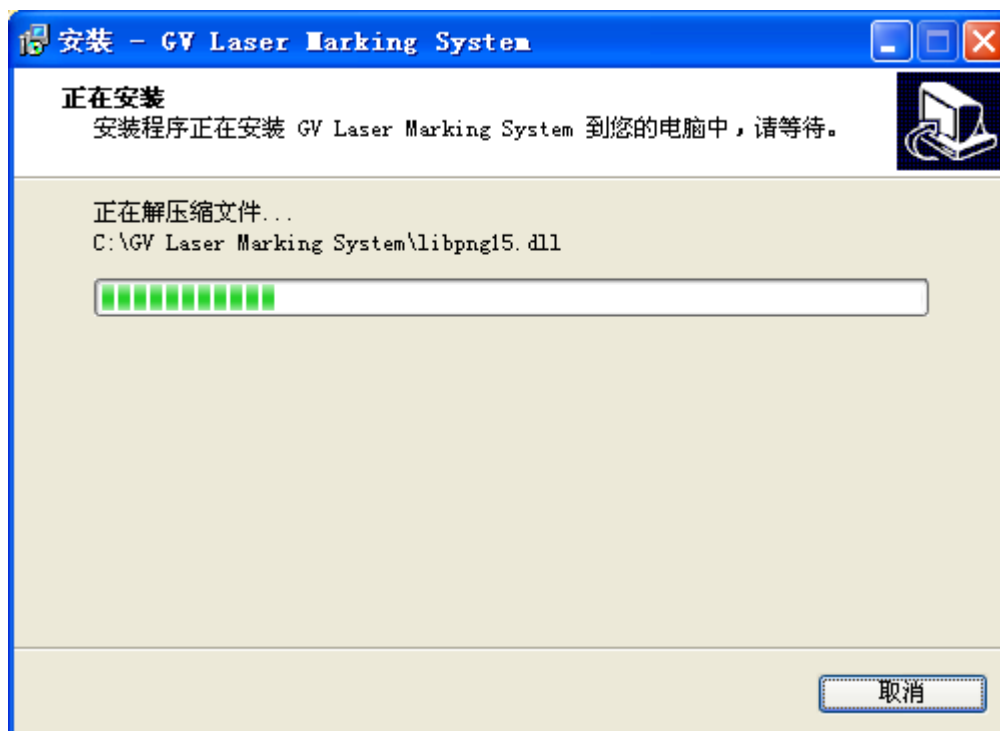 安装 - GV Laser Marking System
正在安装
安装程序正在安装 GV Laser Marking System 到您的电脑中，请等待。
正在解压缩文件...
C:\GV Laser Marking System\libpng15.dll
取消